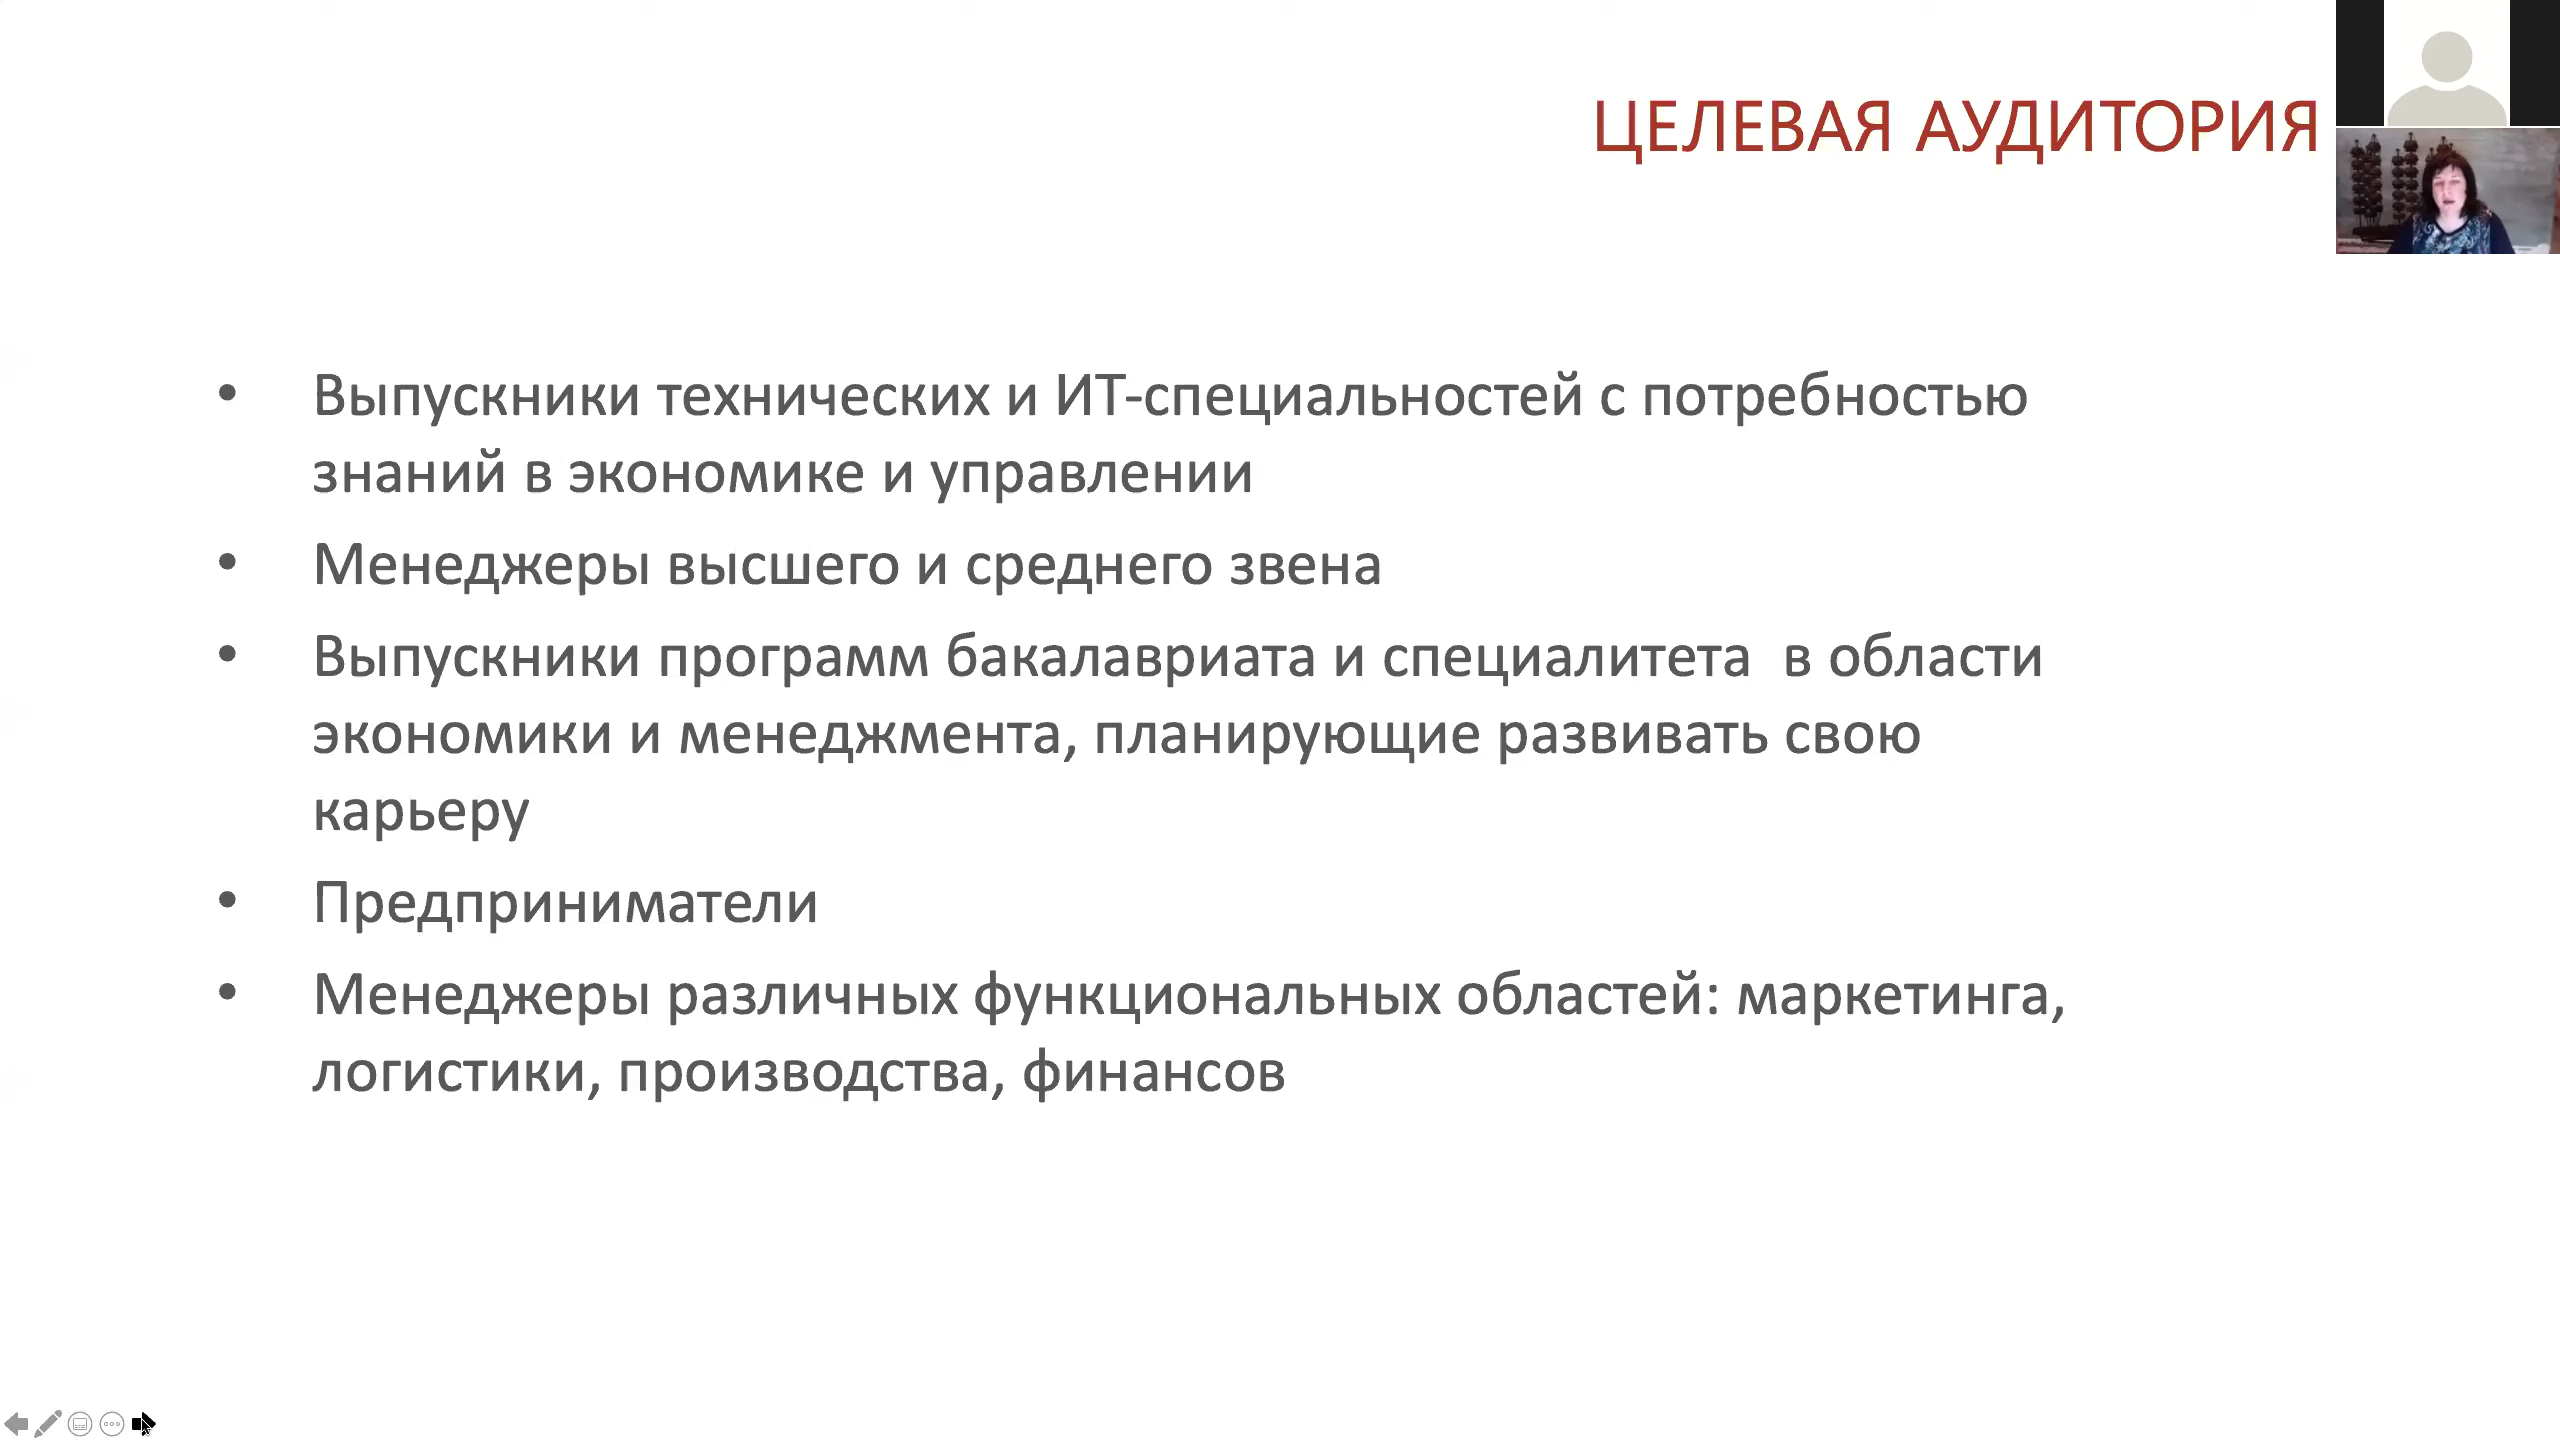 ЦЕЛЕВАЯ АУДИТОРИЯ
• Выпускники технических и ИТ-специальностей с потребностью
знаний в экономике и управлении
• Менеджеры высшего и среднего звена
• Выпускники программ бакалавриата и специалитета  в области
экономики и менеджмента, планирующие развивать свою
карьеру
• Предприниматели
• Менеджеры различных функциональных областей: маркетинга,
логистики, производства, финансов